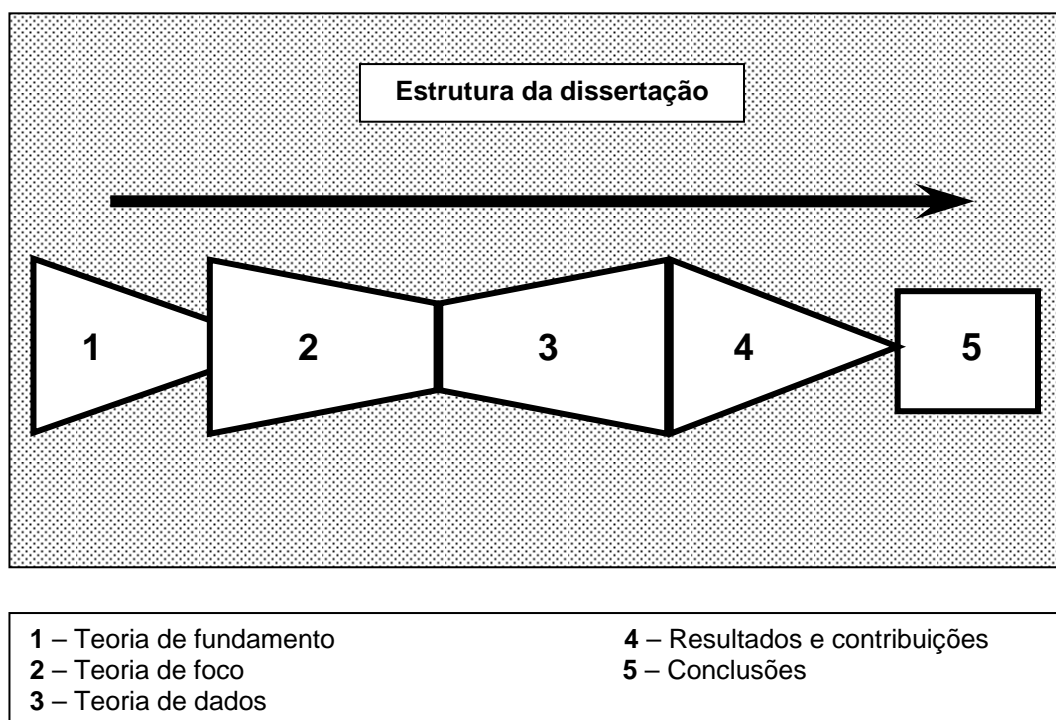 Estrutura da dissertação
1
2
3
4
5
1 – Teoria de fundamento
2 – Teoria de foco
3 – Teoria de dados
4 – Resultados e contribuições
5 – Conclusões